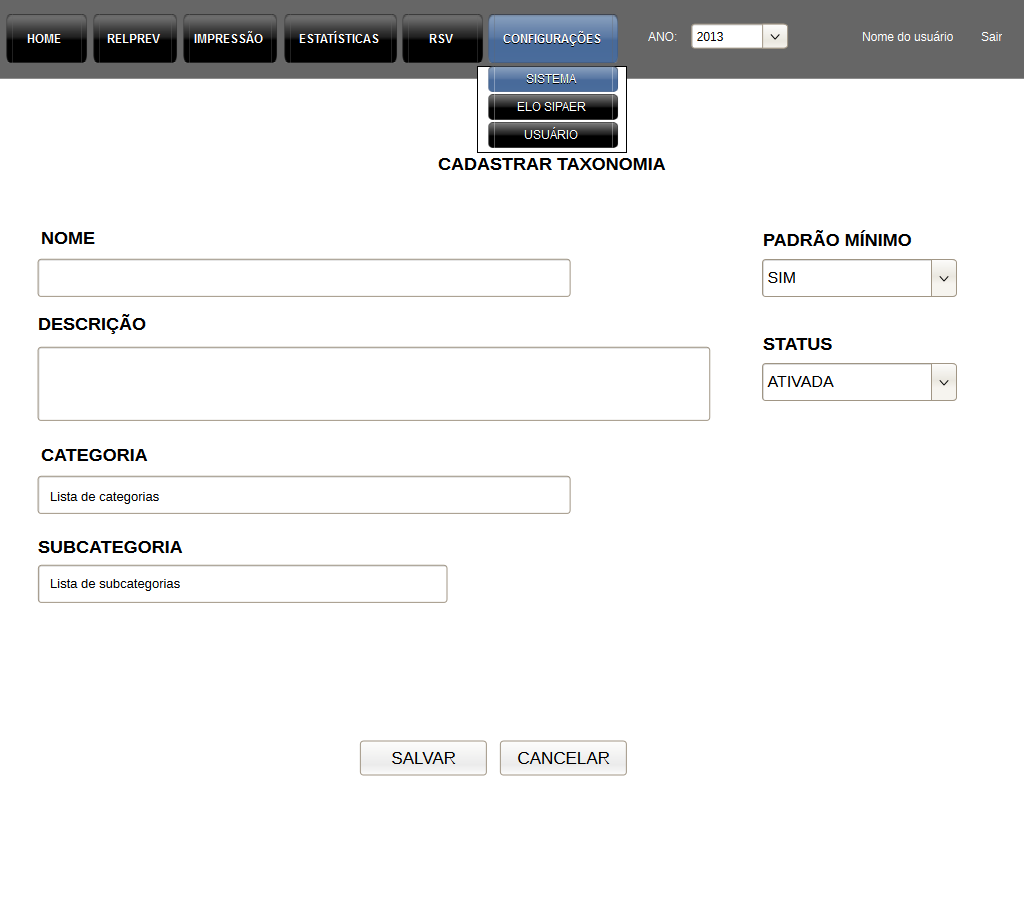 HOME RELPREV IMPRESSÃO ESTATÍSTICAS RSV CONFIGURAÇÕES ANO: 2013 Nome do usuário Sair
SISTEMA
ELO SIPAER
USUÁRIO
CADASTRAR TAXONOMIA
NOME
PADRÃO MÍNIMO
SIM
DESCRIÇÃO
STATUS
ATIVADA
CATEGORIA
Lista de categorias
SUBCATEGORIA
Lista de subcategorias
SALVAR CANCELAR